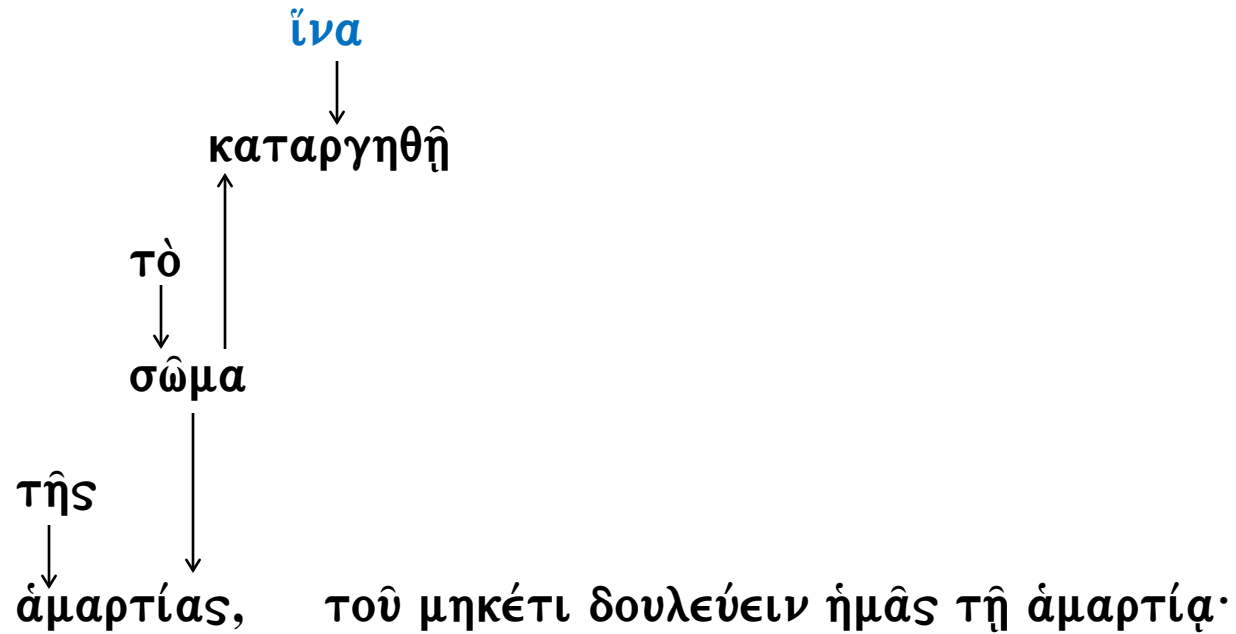 ἵνα
καταργηθῇ
τὸ
σῶμα
τῆς
ἁμαρτίας, τοῦ μηκέτι δουλεύειν ἡμᾶς τῇ ἁμαρτίᾳ·